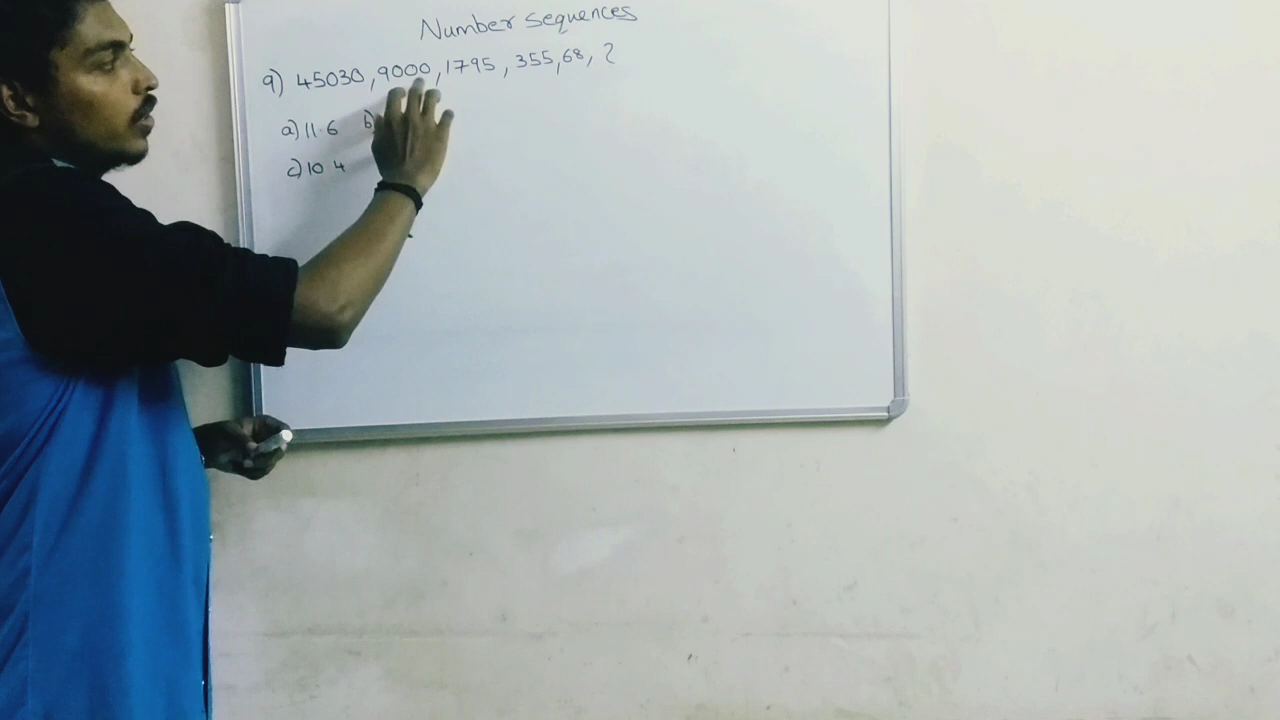 Number sequences
9) 45030, 9000, 1795, 355, 68, ?
a) 11.6 b)
c) 10.4